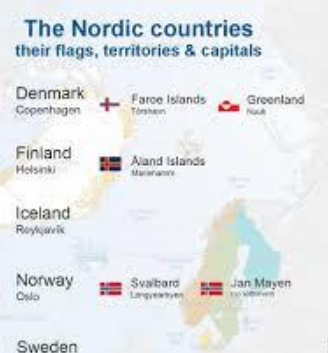 The Nordic countries
their flags, territories & capitals
Denmark
Copenhagen
Faroe Islands
Tórshavn
Greenland
Nuuk
Finland
Helsinki
Åland Islands
Mariehamn
Iceland
Reykjavík
Norway
Oslo
Svalbard
Longyearbyen
Jan Mayen
Sweden